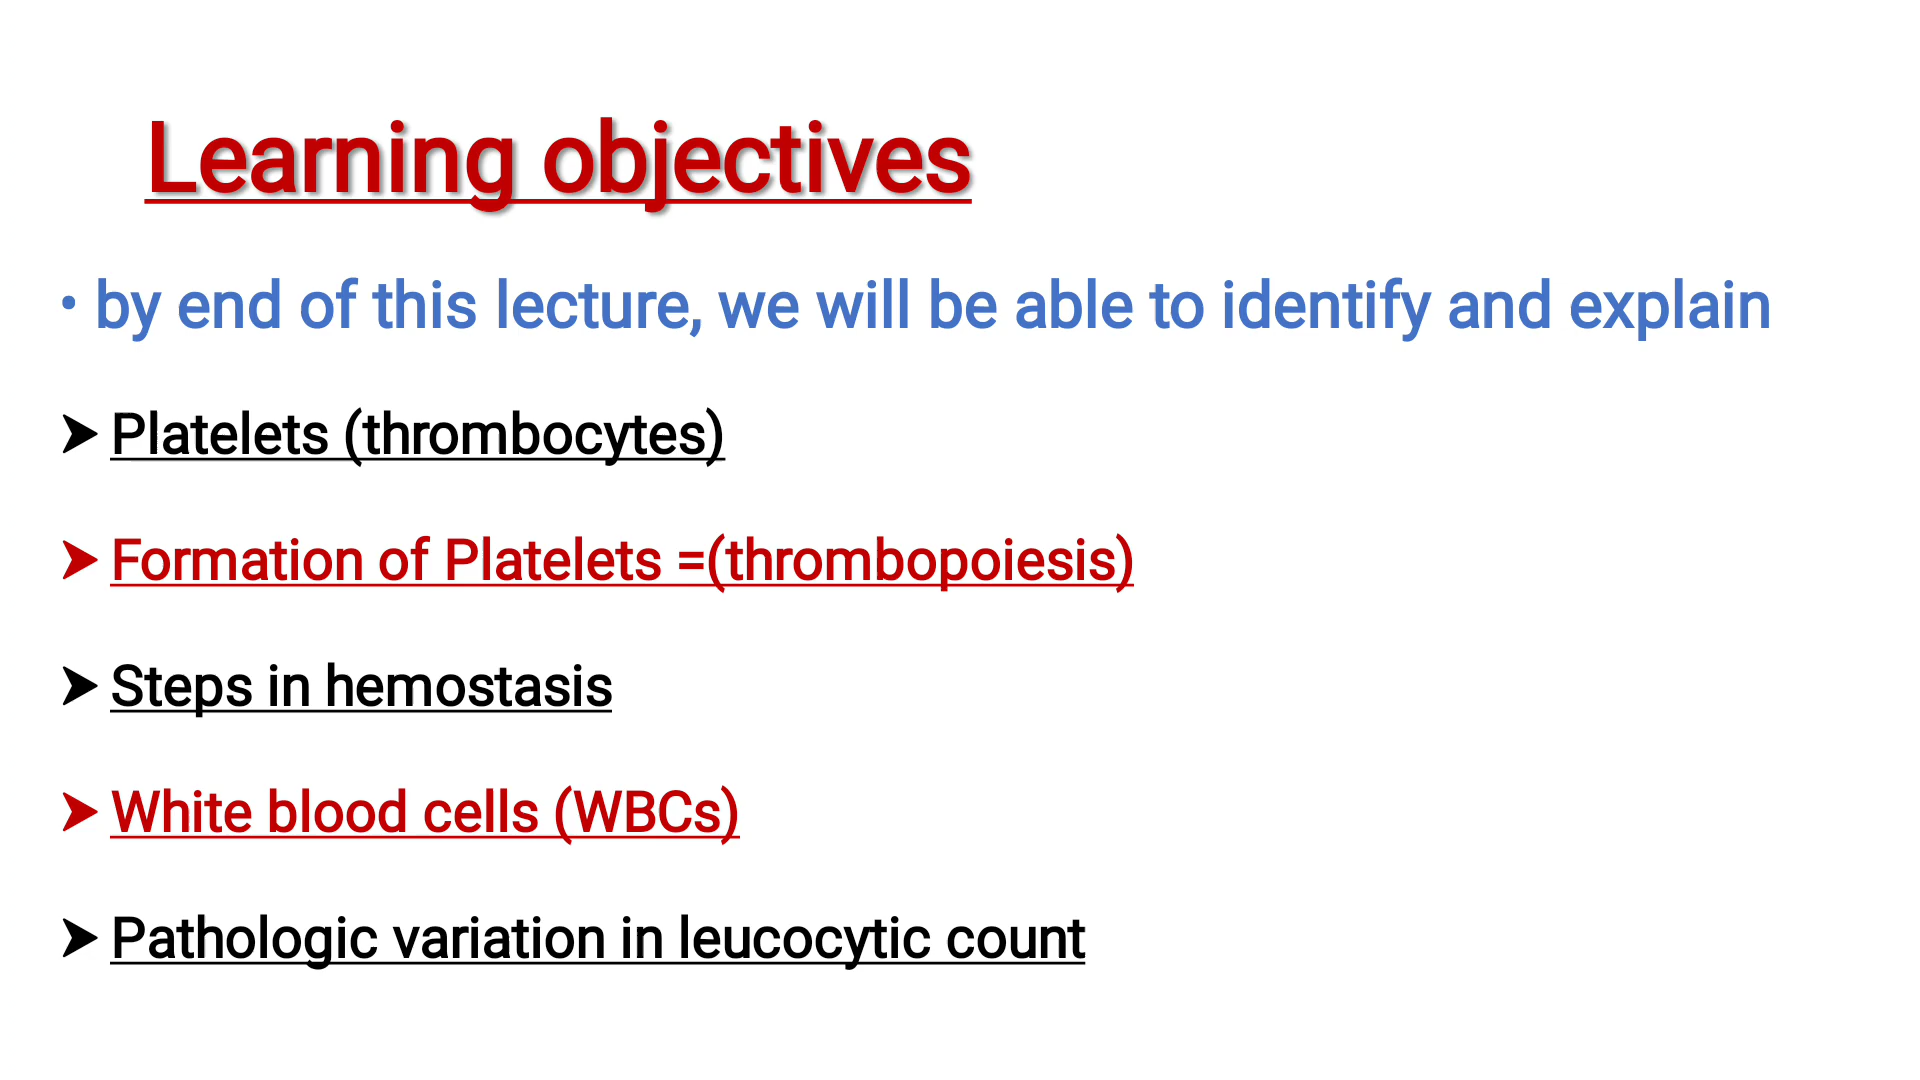 Learning objectives
• by end of this lecture, we will be able to identify and explain
➤ Platelets (thrombocytes)
➤ Formation of Platelets =(thrombopoiesis)
➤ Steps in hemostasis
➤ White blood cells (WBCs)
➤ Pathologic variation in leucocytic count